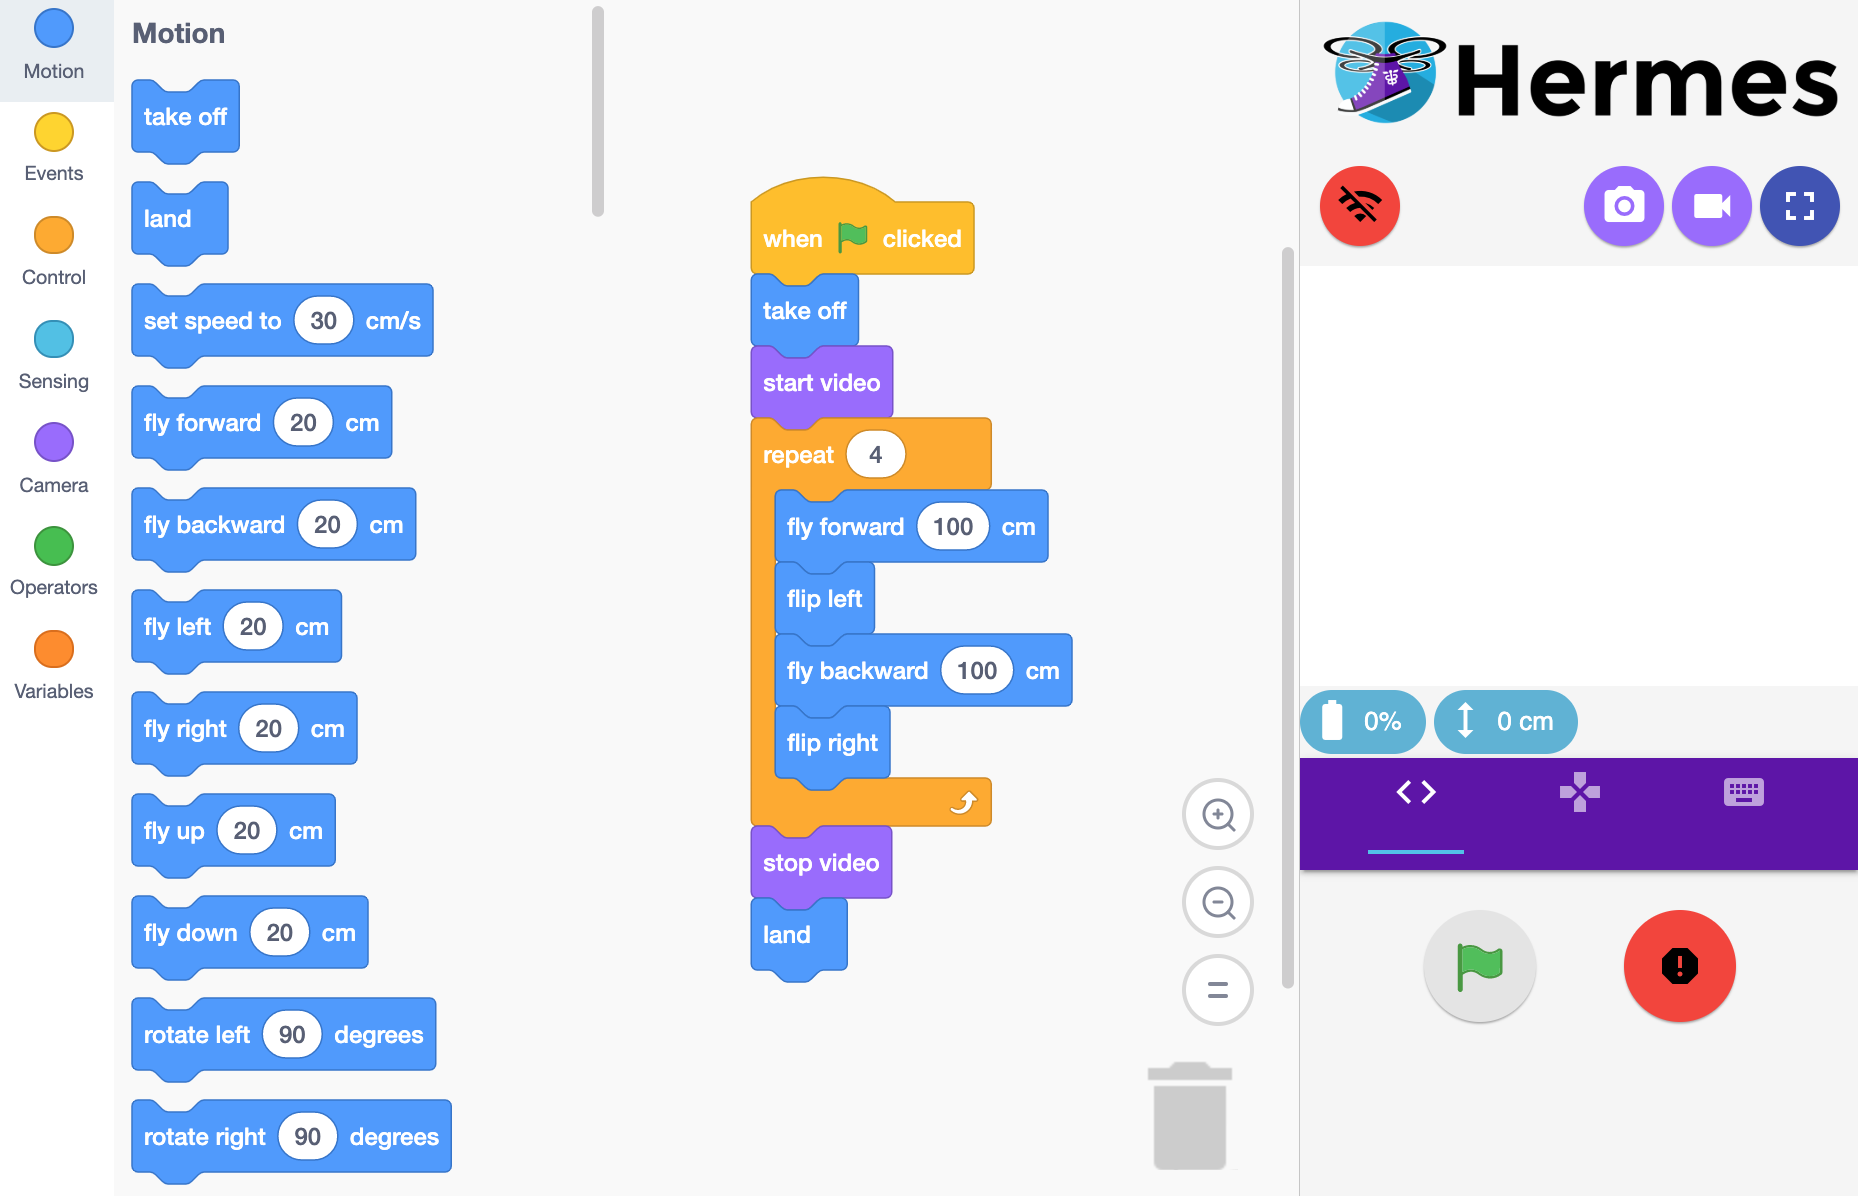 Motion
Events
Control
Sensing
Camera
Operators
Variables
Motion
take off
land
set speed to 30 cm/s
fly forward 20 cm
fly backward 20 cm
fly left 20 cm
fly right 20 cm
fly up 20 cm
fly down 20 cm
rotate left 90 degrees
rotate right 90 degrees
when clicked
take off
start video
repeat 4
fly forward 100 cm
flip left
fly backward 100 cm
flip right
stop video
land
Hermes
0%
0 cm